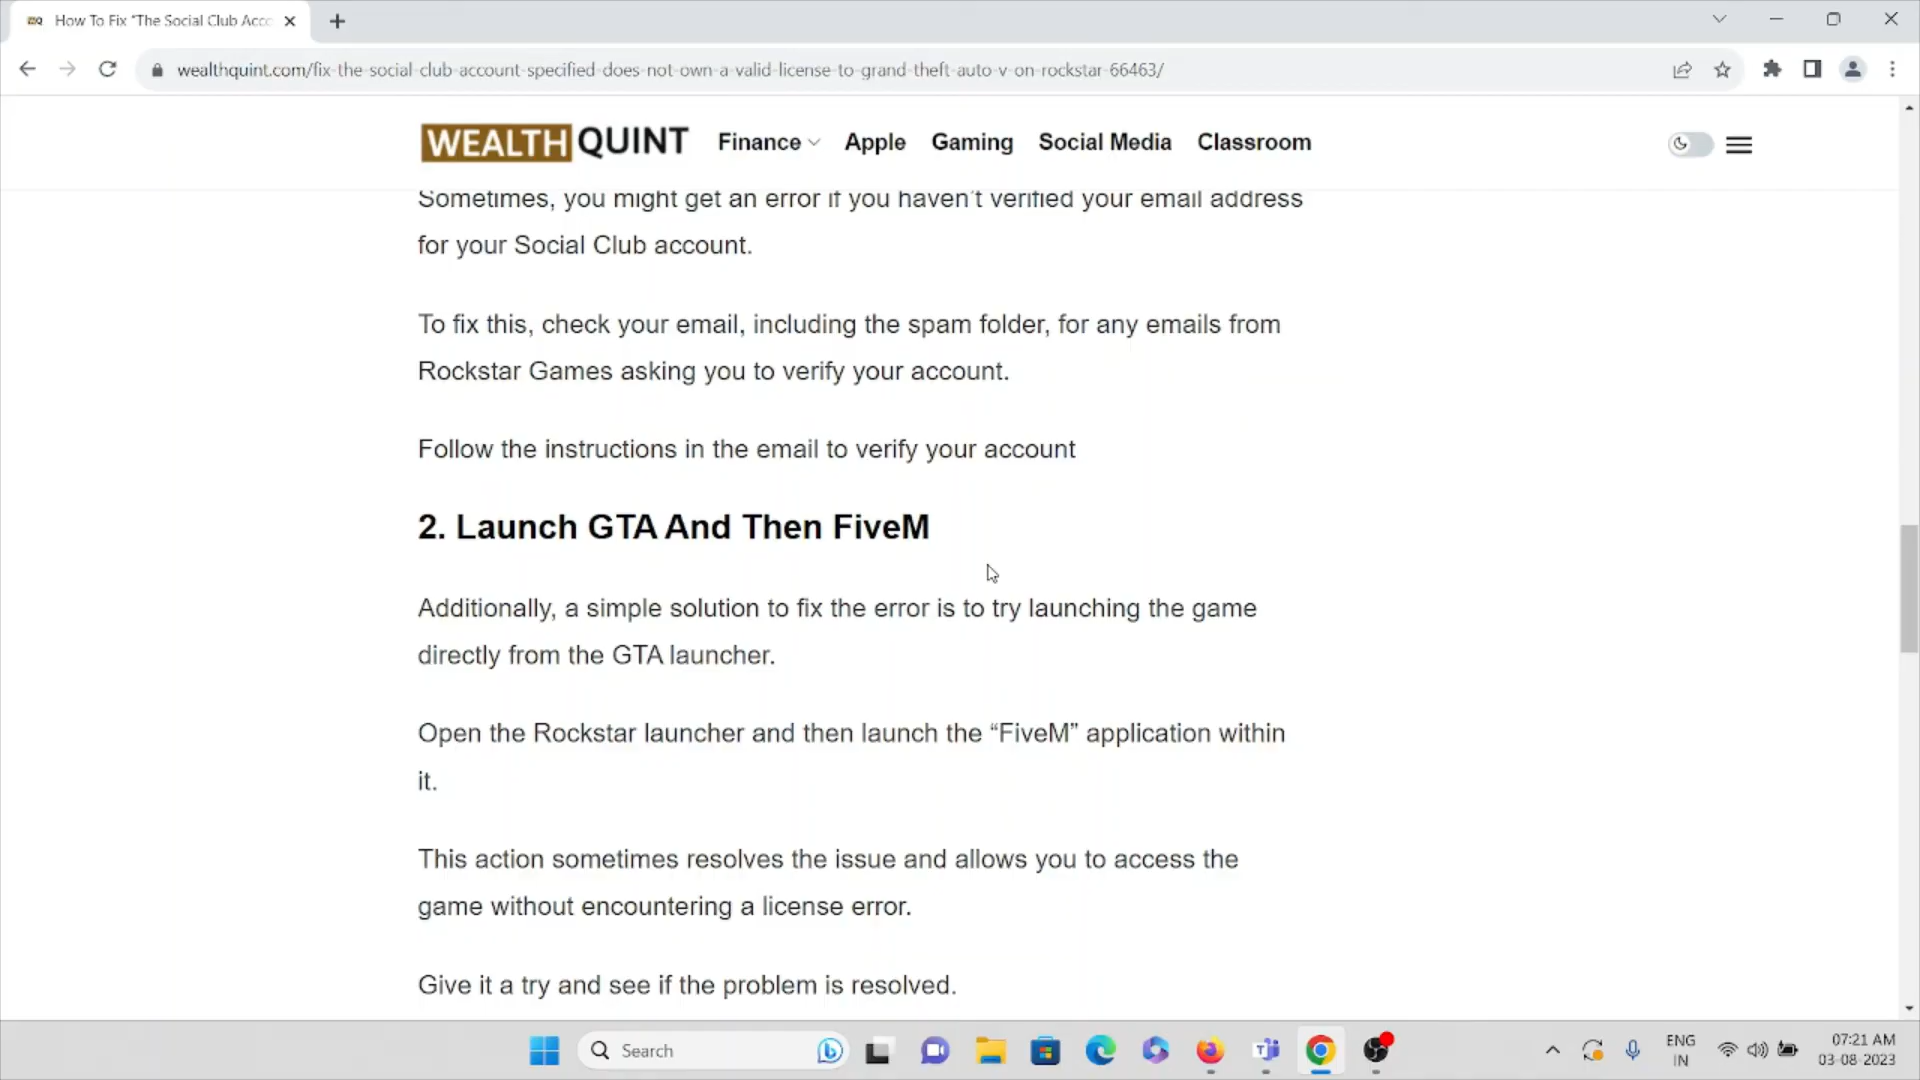 How To Fix "The Social Club Acco
wealthquint.com/fix-the-social-club-account-specified-does-not-own-a-valid-license-to-grand-theft-auto-v-on-rockstar-66463/
WEALTH QUINT Finance Apple Gaming Social Media Classroom
Sometimes, you might get an error if you haven't verified your email address
for your Social Club account.
To fix this, check your email, including the spam folder, for any emails from
Rockstar Games asking you to verify your account.
Follow the instructions in the email to verify your account
2. Launch GTA And Then FiveM
Additionally, a simple solution to fix the error is to try launching the game
directly from the GTA launcher.
Open the Rockstar launcher and then launch the “FiveM” application within
it.
This action sometimes resolves the issue and allows you to access the
game without encountering a license error.
Give it a try and see if the problem is resolved.
Search
ENG
IN
07:21 AM
03-08-2023